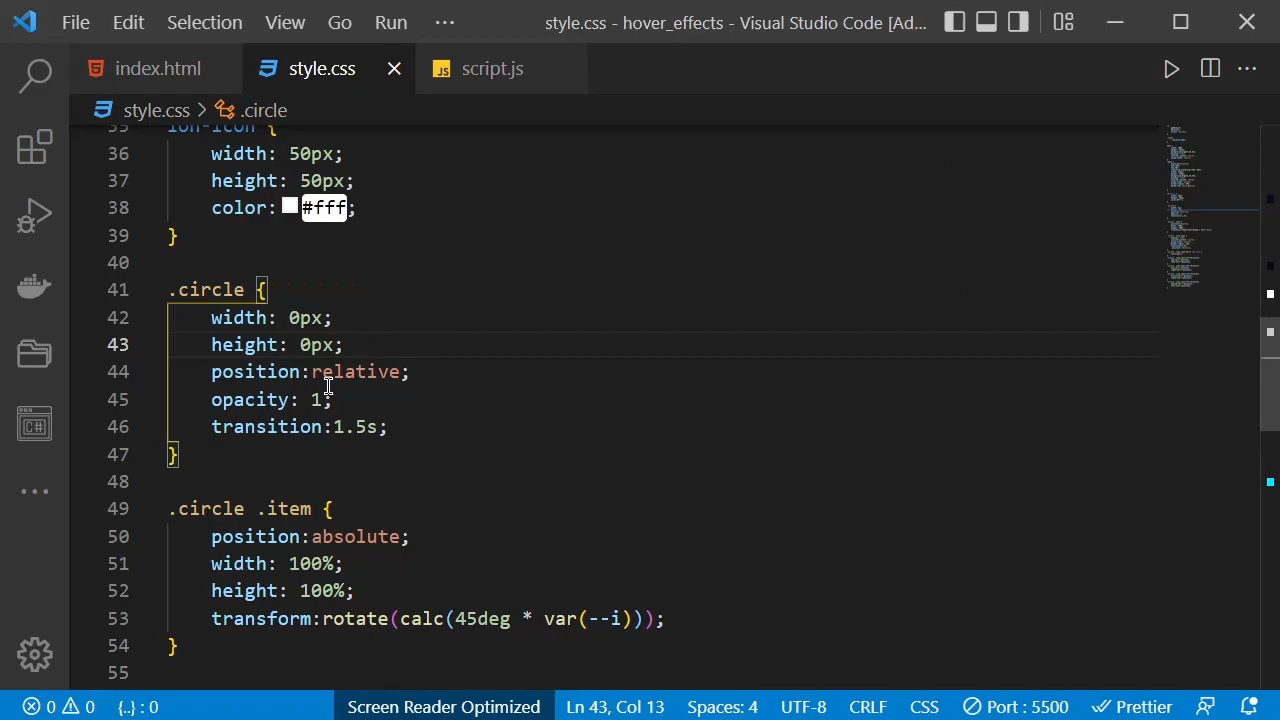 File Edit Selection View Go Run ··· style.css - hover_effects - Visual Studio Code [Ad...
index.html style.css JS script.js
style.css > .circle
35 ion-icon {
36 width: 50px;
37 height: 50px;
38 color: #fff;
39 }
40
41 .circle {
42 width: 0px;
43 height: 0px;
44 position:relative;
45 opacity: 1;
46 transition:1.5s;
47 }
48
49 .circle .item {
50 position:absolute;
51 width: 100%;
52 height: 100%;
53 transform:rotate(calc(45deg * var(--i)));
54 }
55
C#
0 0 {..} : 0 Screen Reader Optimized Ln 43, Col 13 Spaces: 4 UTF-8 CRLF CSS Port : 5500 Prettier